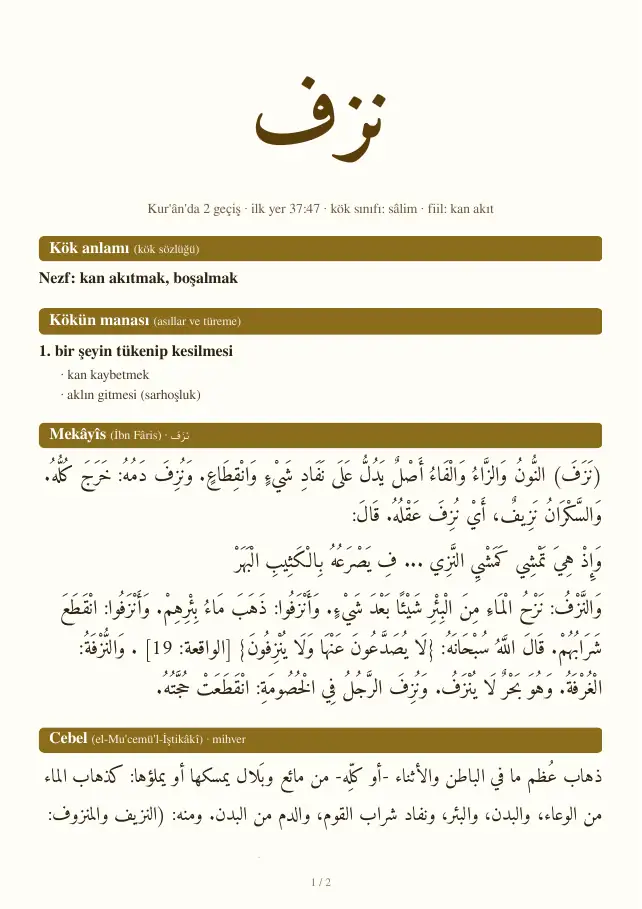 نزف
Kur'ân'da 2 geçiş · ilk yer 37:47 · kök sınıfı: sâlim · fiil: kan akıt
Kök anlamı (kök sözlüğü)
Nezf: kan akıtmak, boşalmak
Kökün manası (asıllar ve türeme)
1. bir şeyin tükenip kesilmesi
· kan kaybetmek
· aklın gitmesi (sarhoşluk)
Mekâyîs (İbn Fâris) · نزف
(نَزَفَ) النُّونُ وَالزَّاءُ وَالْفَاءُ أَصْلٌ يَدُلُّ عَلَى نَفَادِ شَيْءٍ وَانْقِطَاعٍ. وَنُزِفَ دَمُهُ: خَرَجَ كُلُّهُ.
وَالسَّكْرَانُ نَزِيفٌ، أَيْ نُزِفَ عَقْلُهُ. قَالَ:
وَإِذْ هِيَ تَمْشِي كَمَشْيِ النَّزِي ... فِ يَصْرَعُهُ بِالْكَثِيبِ الْبَهَرْ
وَالنَّزْفُ: نَزْحُ الْمَاءِ مِنَ الْبِئْرِ شَيْئًا بَعْدَ شَيْءٍ. وَأَنْزَفُوا: ذَهَبَ مَاءُ بِئْرِهِمْ. وَأَنْزَفُوا: انْقَطَعَ
شَرَابُهُمْ. قَالَ اللَّهُ سُبْحَانَهُ: {لَا يُصَدَّعُونَ عَنْهَا وَلَا يُنْزِفُونَ} [الواقعة: 19] . وَالنُّزْفَةُ:
الْغُرْفَةُ. وَهُوَ بَحْرٌ لَا يُنْزَفُ. وَنُزِفَ الرَّجُلُ فِي الْخُصُومَةِ: انْقَطَعَتْ حُجَّتُهُ.
Cebel (el-Mu'cemü'l-İştikâkî) · mihver
ذهاب عُظم ما في الباطن والأثناء -أو كلِّه- من مائع وبَلال يمسكها أو يملؤها: كذهاب الماء
من الوعاء، والبدن، والبئر، ونفاد شراب القوم، والدم من البدن. ومنه: (النزيف والمنزوف:
1 / 2